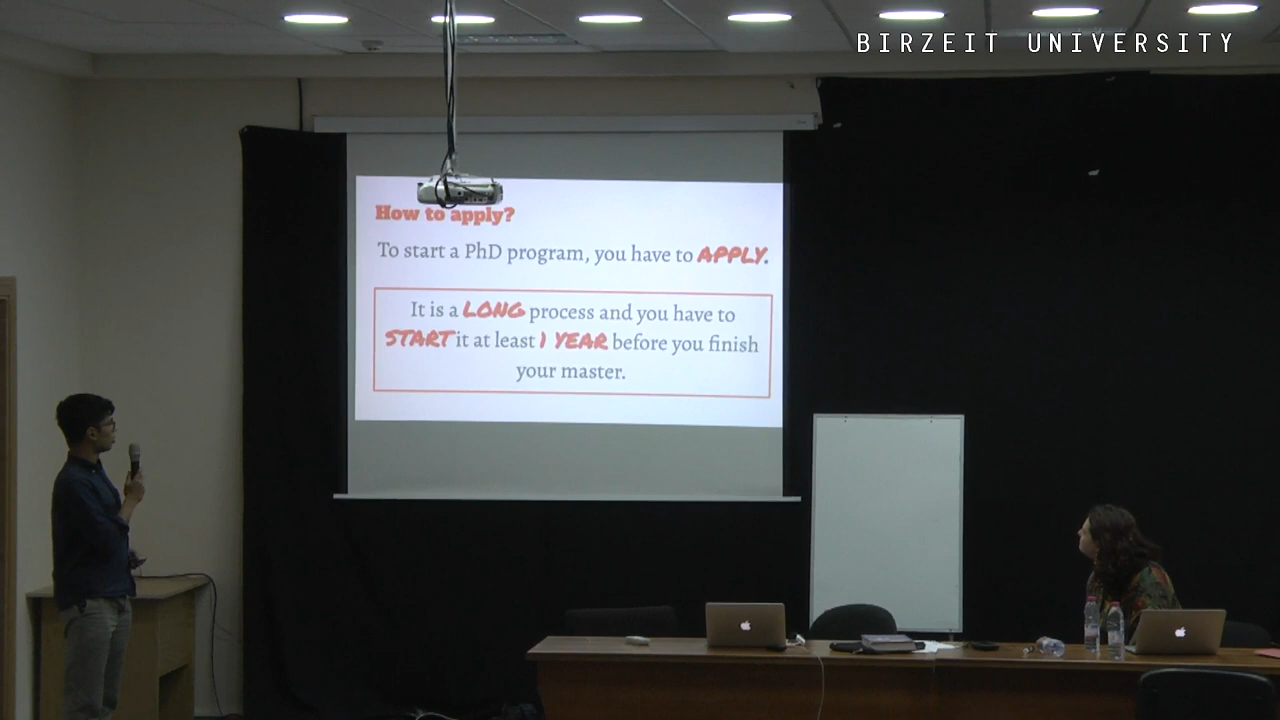 BIRZEIT UNIVERSITY
How to apply?
To start a PhD program, you have to APPLY.
It is a LONG process and you have to
START it at least 1 YEAR before you finish
your master.